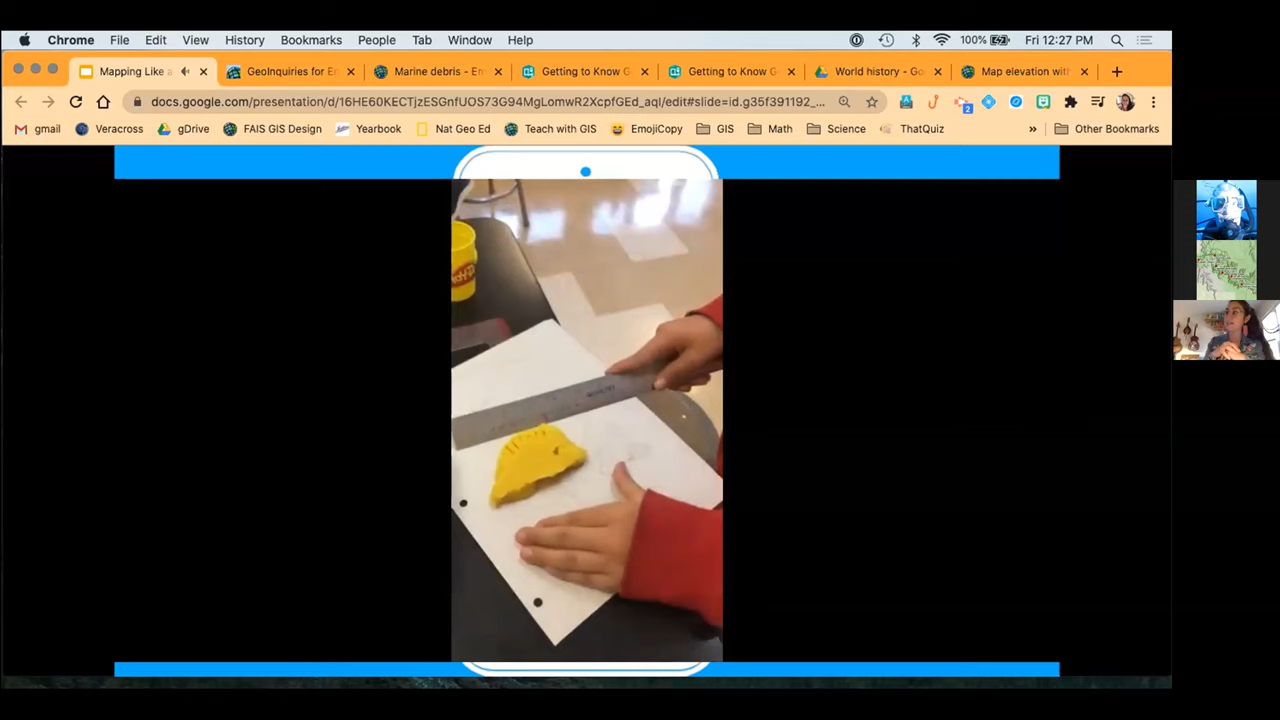 Chrome File Edit View History Bookmarks People Tab Window Help 100% Fri 12:27 PM
Mapping Like a GeoInquiries for E Marine debris - E Getting to Know G Getting to Know G World history - Go Map elevation with
docs.google.com/presentation/d/16HE60KECTjzESGnfUOS73G94MgLomwR2XcpfGEd_aqI/edit#slide=id.g35f391192_... 2
gmail Veracross gDrive FAIS GIS Design Yearbook Nat Geo Ed Teach with GIS EmojiCopy GIS Math Science ThatQuiz » Other Bookmarks